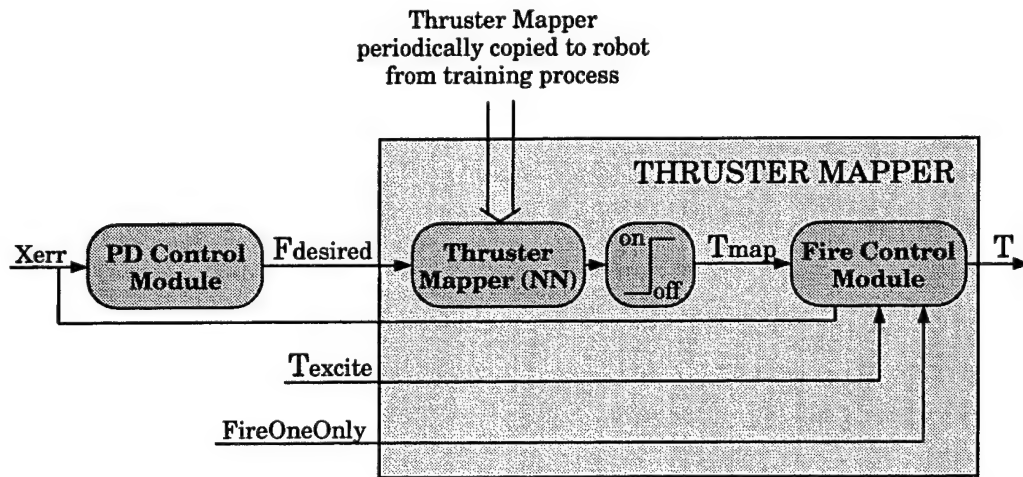 Thruster Mapper
periodically copied to robot
from training process
THRUSTER MAPPER
Xerr
PD Control
Module
Fdesired
Thruster
Mapper (NN)
on
off
Tmap
Fire Control
Module
T
Texcite
FireOneOnly